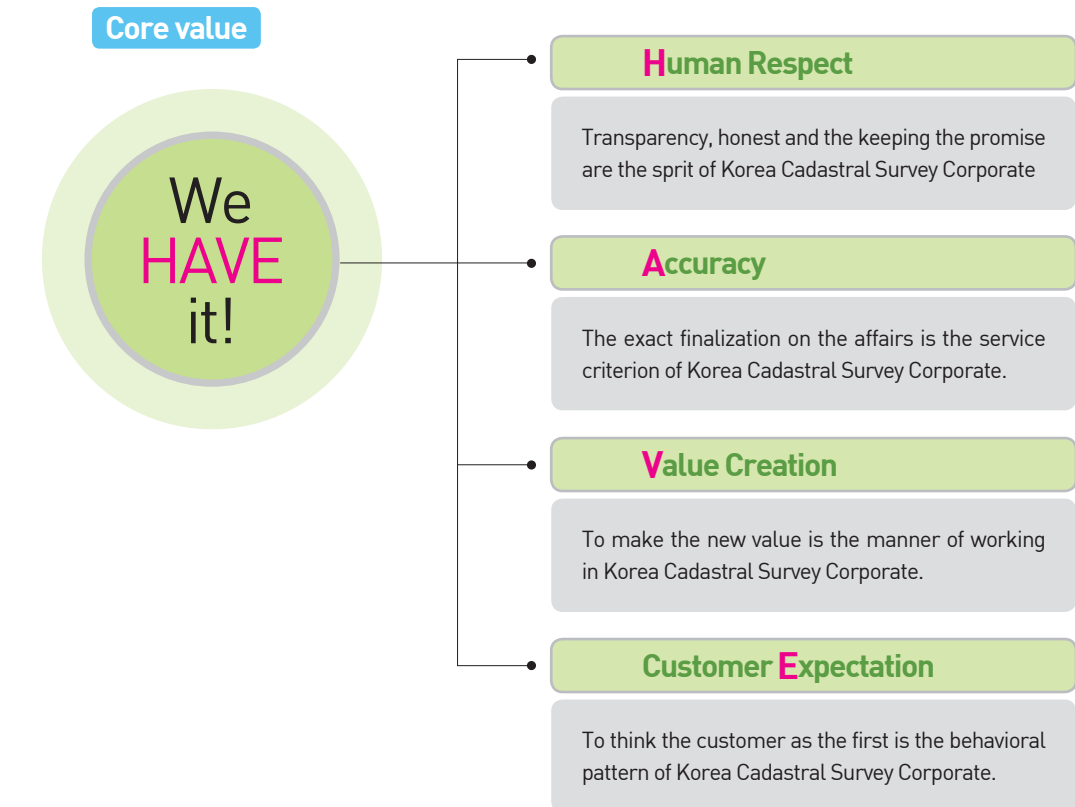 Core value
We
HAVE
it!
Human Respect
Transparency, honest and the keeping the promise
are the sprit of Korea Cadastral Survey Corporate
Accuracy
The exact finalization on the affairs is the service
criterion of Korea Cadastral Survey Corporate.
Value Creation
To make the new value is the manner of working
in Korea Cadastral Survey Corporate.
Customer Expectation
To think the customer as the first is the behavioral
pattern of Korea Cadastral Survey Corporate.